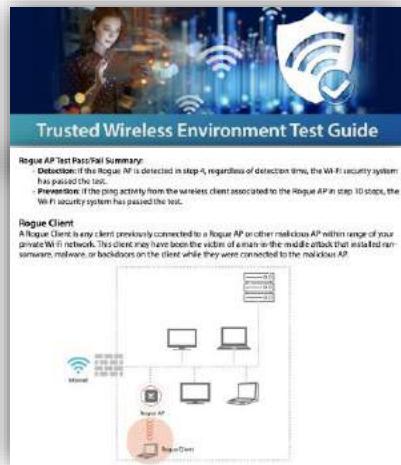 Trusted Wireless Environment Test Guide
Rogue AP Test Pass/Fail Summary:
- Detection: If the Rogue AP is detected in step 4, regardless of detection time, the Wi-Fi security system
has passed the test.
- Prevention: If the ping activity from the wireless client associated to the Rogue AP in step 10 stops, the
Wi-Fi security system has passed the test.
Rogue Client
A Rogue Client is any client previously connected to a Rogue AP or other malicious AP within range of your
private Wi-Fi network. This client may have been the victim of a man-in-the-middle attack that installed ran-
somware, malware, or backdoors on the client while they were connected to the malicious AP.
Internet
Rogue AP
Rogue Client